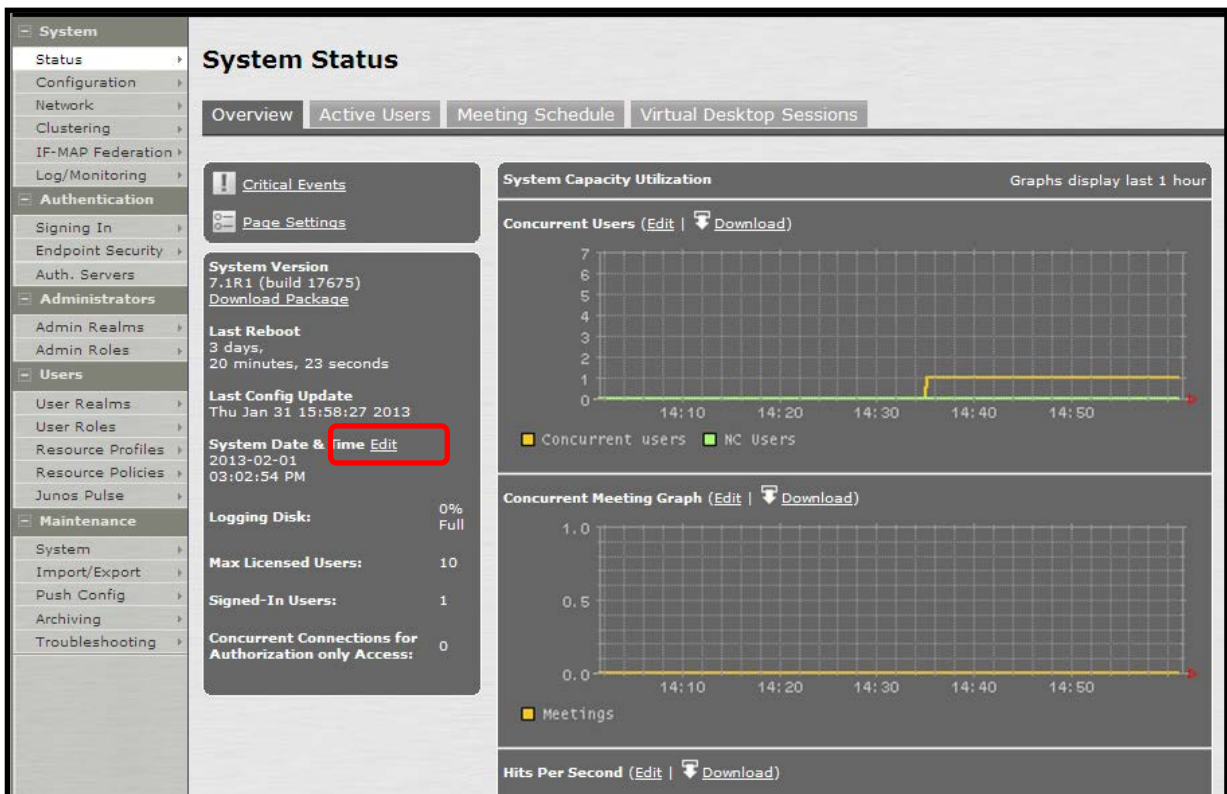 System
Status
Configuration
Network
Clustering
IF-MAP Federation
Log/Monitoring
Authentication
Signing In
Endpoint Security
Auth. Servers
Administrators
Admin Realms
Admin Roles
Users
User Realms
User Roles
Resource Profiles
Resource Policies
Junos Pulse
Maintenance
System
Import/Export
Push Config
Archiving
Troubleshooting
System Status
Overview Active Users Meeting Schedule Virtual Desktop Sessions
Critical Events
Page Settings
System Version
7.1R1 (build 17675)
Download Package
Last Reboot
3 days,
20 minutes, 23 seconds
Last Config Update
Thu Jan 31 15:58:27 2013
System Date & Time Edit
2013-02-01
03:02:54 PM
Logging Disk: 0%
Full
Max Licensed Users: 10
Signed-In Users: 1
Concurrent Connections for
Authorization only Access: 0
System Capacity Utilization Graphs display last 1 hour
Concurrent Users (Edit | Download)
7
6
5
4
3
2
1
0
14:10 14:20 14:30 14:40 14:50
Concurrent users NC Users
Concurrent Meeting Graph (Edit | Download)
1.0
0.5
0.0
14:10 14:20 14:30 14:40 14:50
Meetings
Hits Per Second (Edit | Download)